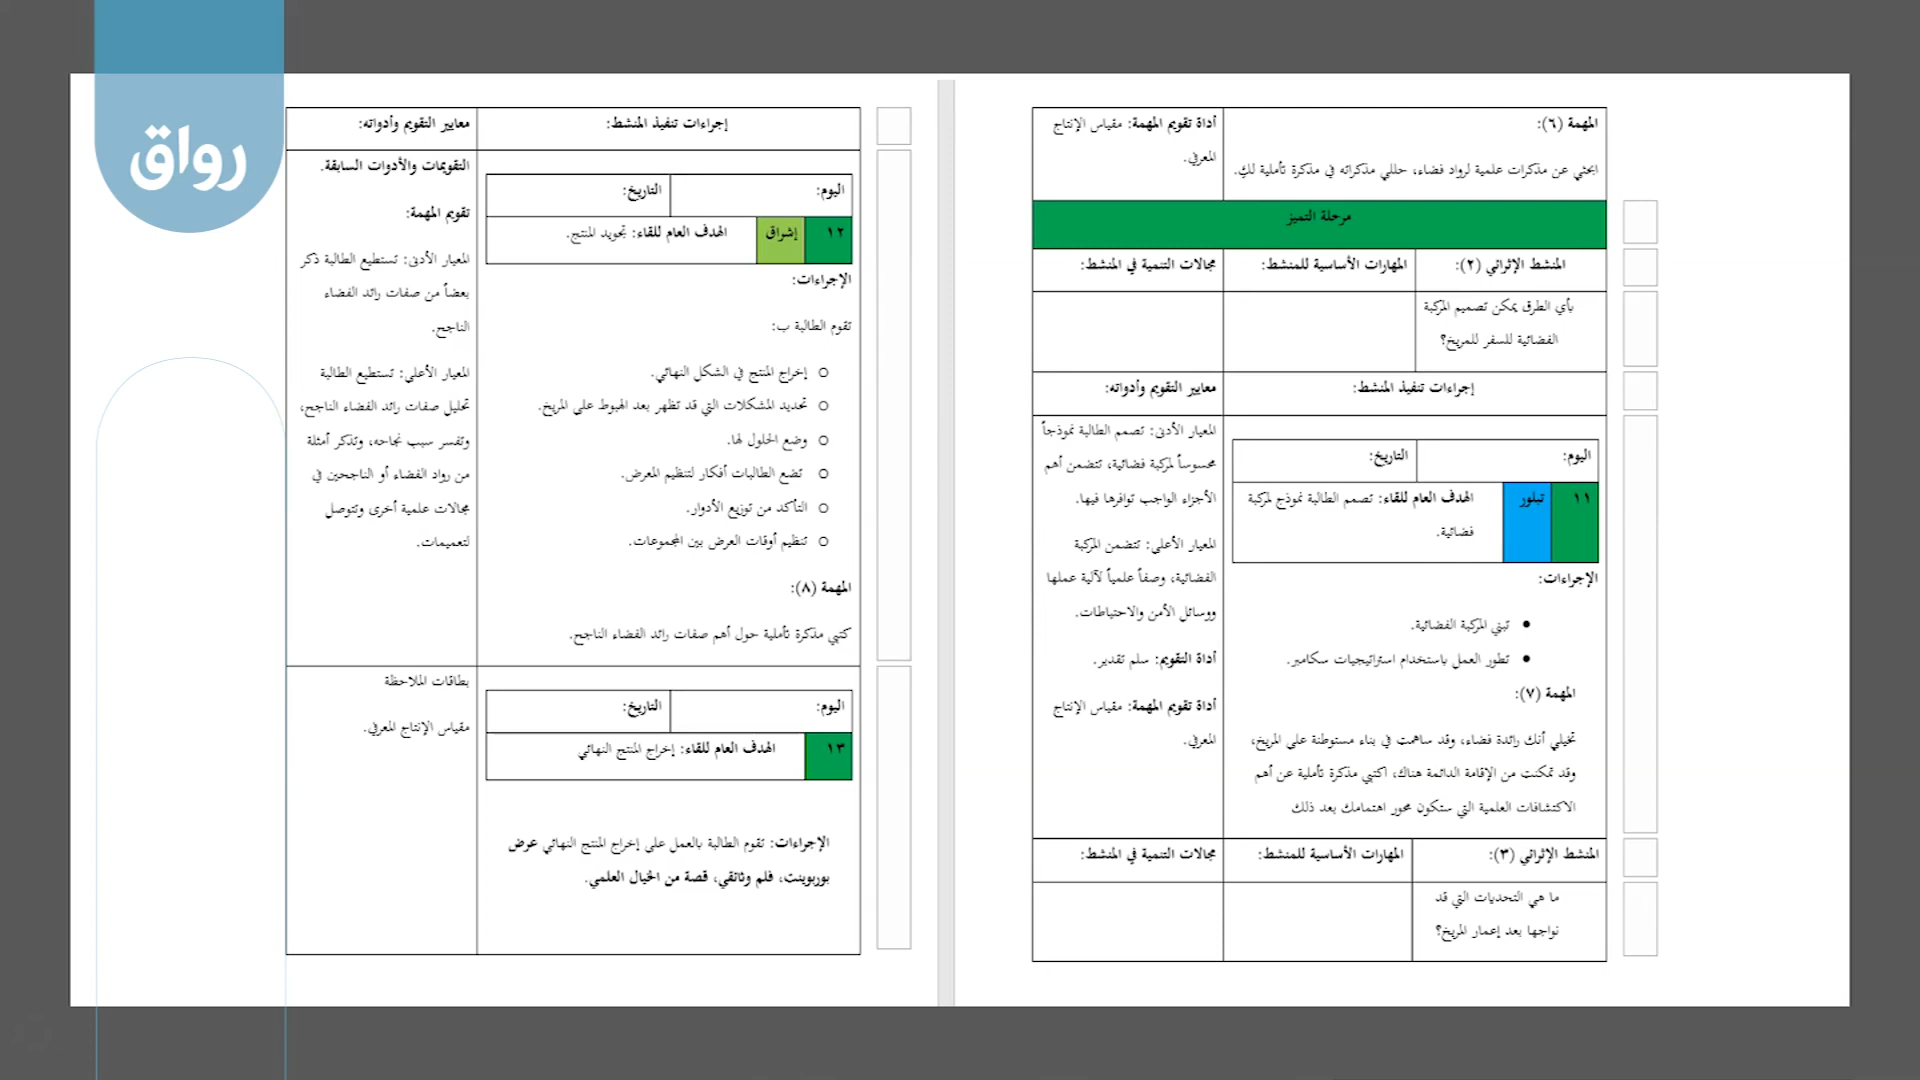 رواق
المهمة (٦):
ابحثي عن مذكرات علمية لرواد فضاء، حللي مذكراته في مذكرة تأملية لكِ.
أداة تقويم المهمة: مقياس الإنتاج
المعرفي.
مرحلة التميز
المنشط الإثرائي (٢):
المهارات الأساسية للمنشط:
مجالات التنمية في المنشط:
بأي الطرق يمكن تصميم المركبة
الفضائية للسفر للمريخ؟
إجراءات تنفيذ المنشط:
معايير التقويم وأدواته:
اليوم:
التاريخ:
١١
تبلور
الهدف العام للقاء: تصمم الطالبة نموذج لمركبة
فضائية.
الإجراءات:
● تبني المركبة الفضائية.
● تطور العمل باستخدام استراتيجيات سكامبر.
المهمة (٧):
تخيلي أنك رائدة فضاء، وقد ساهمت في بناء مستوطنة على المريخ،
وقد تمكنت من الإقامة الدائمة هناك، اكتبي مذكرة تأملية عن أهم
الاكتشافات العلمية التي ستكون محور اهتمامك بعد ذلك
المعيار الأدنى: تصمم الطالبة نموذجاً
محسوساً لمركبة فضائية، تتضمن أهم
الأجزاء الواجب توافرها فيها.
المعيار الأعلى: تتضمن المركبة
الفضائية، وصفاً علمياً لآلية عملها
ووسائل الأمن والاحتياطات.
أداة التقويم: سلم تقدير.
أداة تقويم المهمة: مقياس الإنتاج
المعرفي.
المنشط الإثرائي (٣):
المهارات الأساسية للمنشط:
مجالات التنمية في المنشط:
ما هي التحديات التي قد
نواجها بعد إعمار المريخ؟
إجراءات تنفيذ المنشط:
معايير التقويم وأدواته:
اليوم:
التاريخ:
١٢
إشراق
الهدف العام للقاء: تجويد المنتج.
الإجراءات:
تقوم الطالبة ب:
○ إخراج المنتج في الشكل النهائي.
○ تحديد المشكلات التي قد تظهر بعد الهبوط على المريخ.
○ وضع الحلول لها.
○ تضع الطالبات أفكار لتنظيم المعرض.
○ التأكد من توزيع الأدوار.
○ تنظيم أوقات العرض بين المجموعات.
المهمة (٨):
كتبي مذكرة تأملية حول أهم صفات رائد الفضاء الناجح.
التقويمات والأدوات السابقة.
تقويم المهمة:
المعيار الأدنى: تستطيع الطالبة ذكر
بعضاً من صفات رائد الفضاء
الناجح.
المعيار الأعلى: تستطيع الطالبة
تحليل صفات رائد الفضاء الناجح،
وتفسر سبب نجاحه، وتذكر أمثلة
من رواد الفضاء أو الناجحين في
مجالات علمية أخرى وتتوصل
لتعميمات.
اليوم:
التاريخ:
١٣
الهدف العام للقاء: إخراج المنتج النهائي
الإجراءات: تقوم الطالبة بالعمل على إخراج المنتج النهائي عرض
بوربوينت، فلم وثائقي، قصة من الخيال العلمي.
بطاقات الملاحظة
مقياس الإنتاج المعرفي.